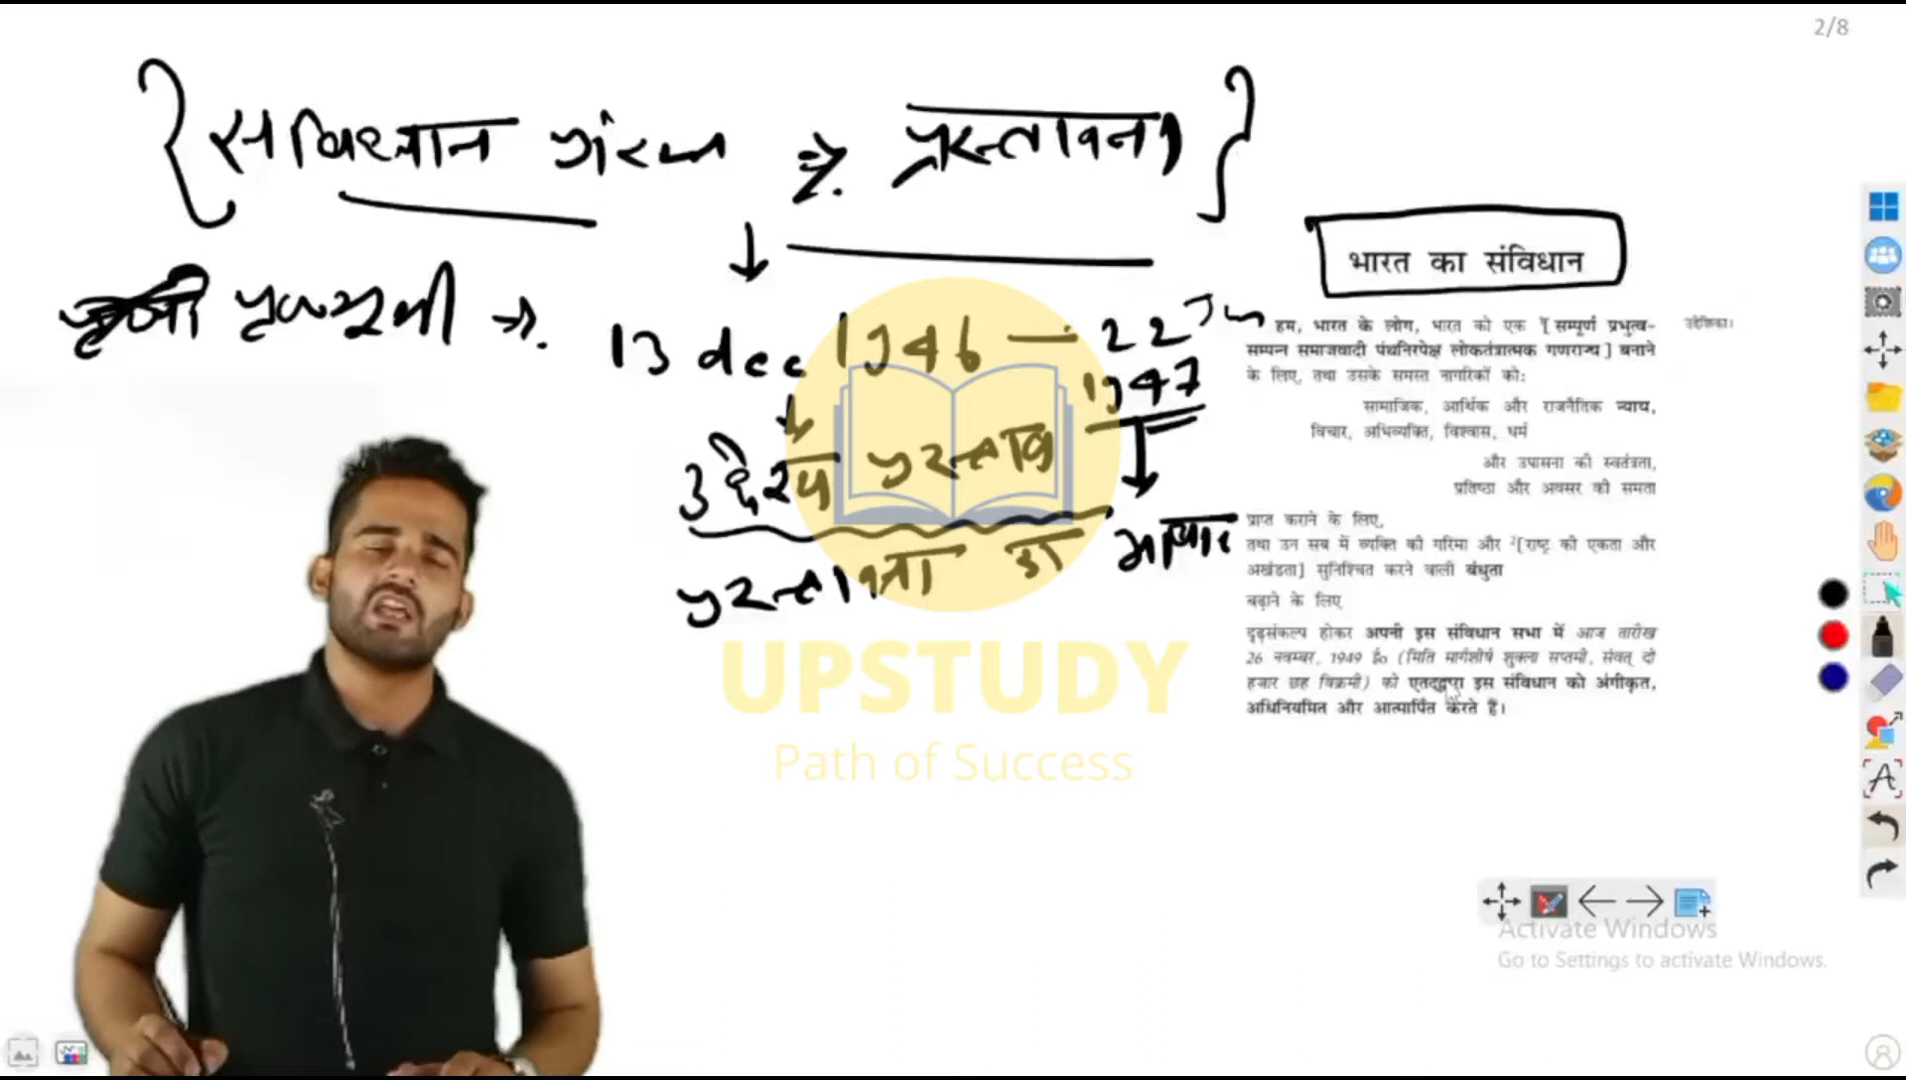 2/8
संविधान प्रारंभ ⇒ प्रस्तावना
पृष्ठभूमी → 13 dec 1946 — 22 Jan
1947
उद्देश्य प्रस्ताव
प्रस्तावना का आधार
भारत का संविधान
हम, भारत के लोग, भारत को एक ¹[सम्पूर्ण प्रभुत्व- उद्देशिका।
सम्पन्न समाजवादी पंथनिरपेक्ष लोकतंत्रात्मक गणराज्य] बनाने
के लिए, तथा उसके समस्त नागरिकों को:
सामाजिक, आर्थिक और राजनैतिक न्याय,
विचार, अभिव्यक्ति, विश्वास, धर्म
और उपासना की स्वतंत्रता,
प्रतिष्ठा और अवसर की समता
प्राप्त कराने के लिए,
तथा उन सब में व्यक्ति की गरिमा और ²[राष्ट्र की एकता और
अखंडता] सुनिश्चित करने वाली बंधुता
बढ़ाने के लिए
दृढ़संकल्प होकर अपनी इस संविधान सभा में आज तारीख
26 नवम्बर, 1949 ई० (मिति मार्गशीर्ष शुक्ला सप्तमी, संवत् दो
हजार छह विक्रमी) को एतद्द्वारा इस संविधान को अंगीकृत,
अधिनियमित और आत्मार्पित करते हैं।
UPSTUDY
Path of Success
Activate Windows
Go to Settings to activate Windows.